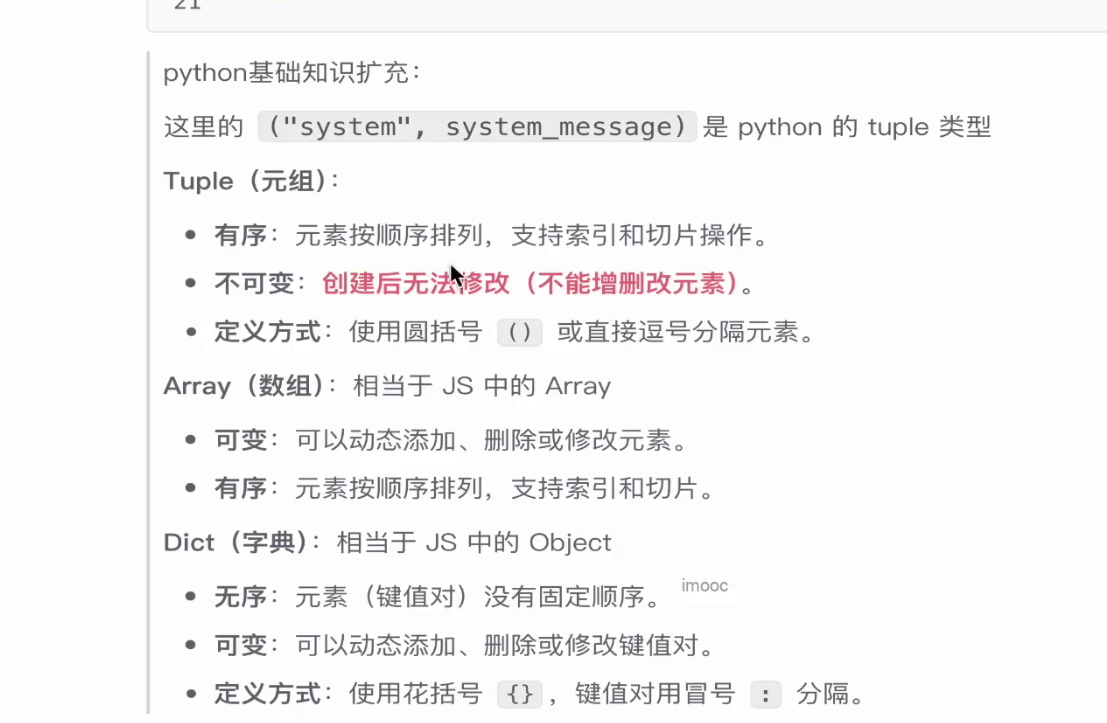 21
python基础知识扩充：
这里的 ("system", system_message) 是 python 的 tuple 类型
Tuple（元组）：
• 有序：元素按顺序排列，支持索引和切片操作。
• 不可变：创建后无法修改（不能增删改元素）。
• 定义方式：使用圆括号 () 或直接逗号分隔元素。
Array（数组）：相当于 JS 中的 Array
• 可变：可以动态添加、删除或修改元素。
• 有序：元素按顺序排列，支持索引和切片。
Dict（字典）：相当于 JS 中的 Object
• 无序：元素（键值对）没有固定顺序。
imooc
• 可变：可以动态添加、删除或修改键值对。
• 定义方式：使用花括号 {} ，键值对用冒号 : 分隔。